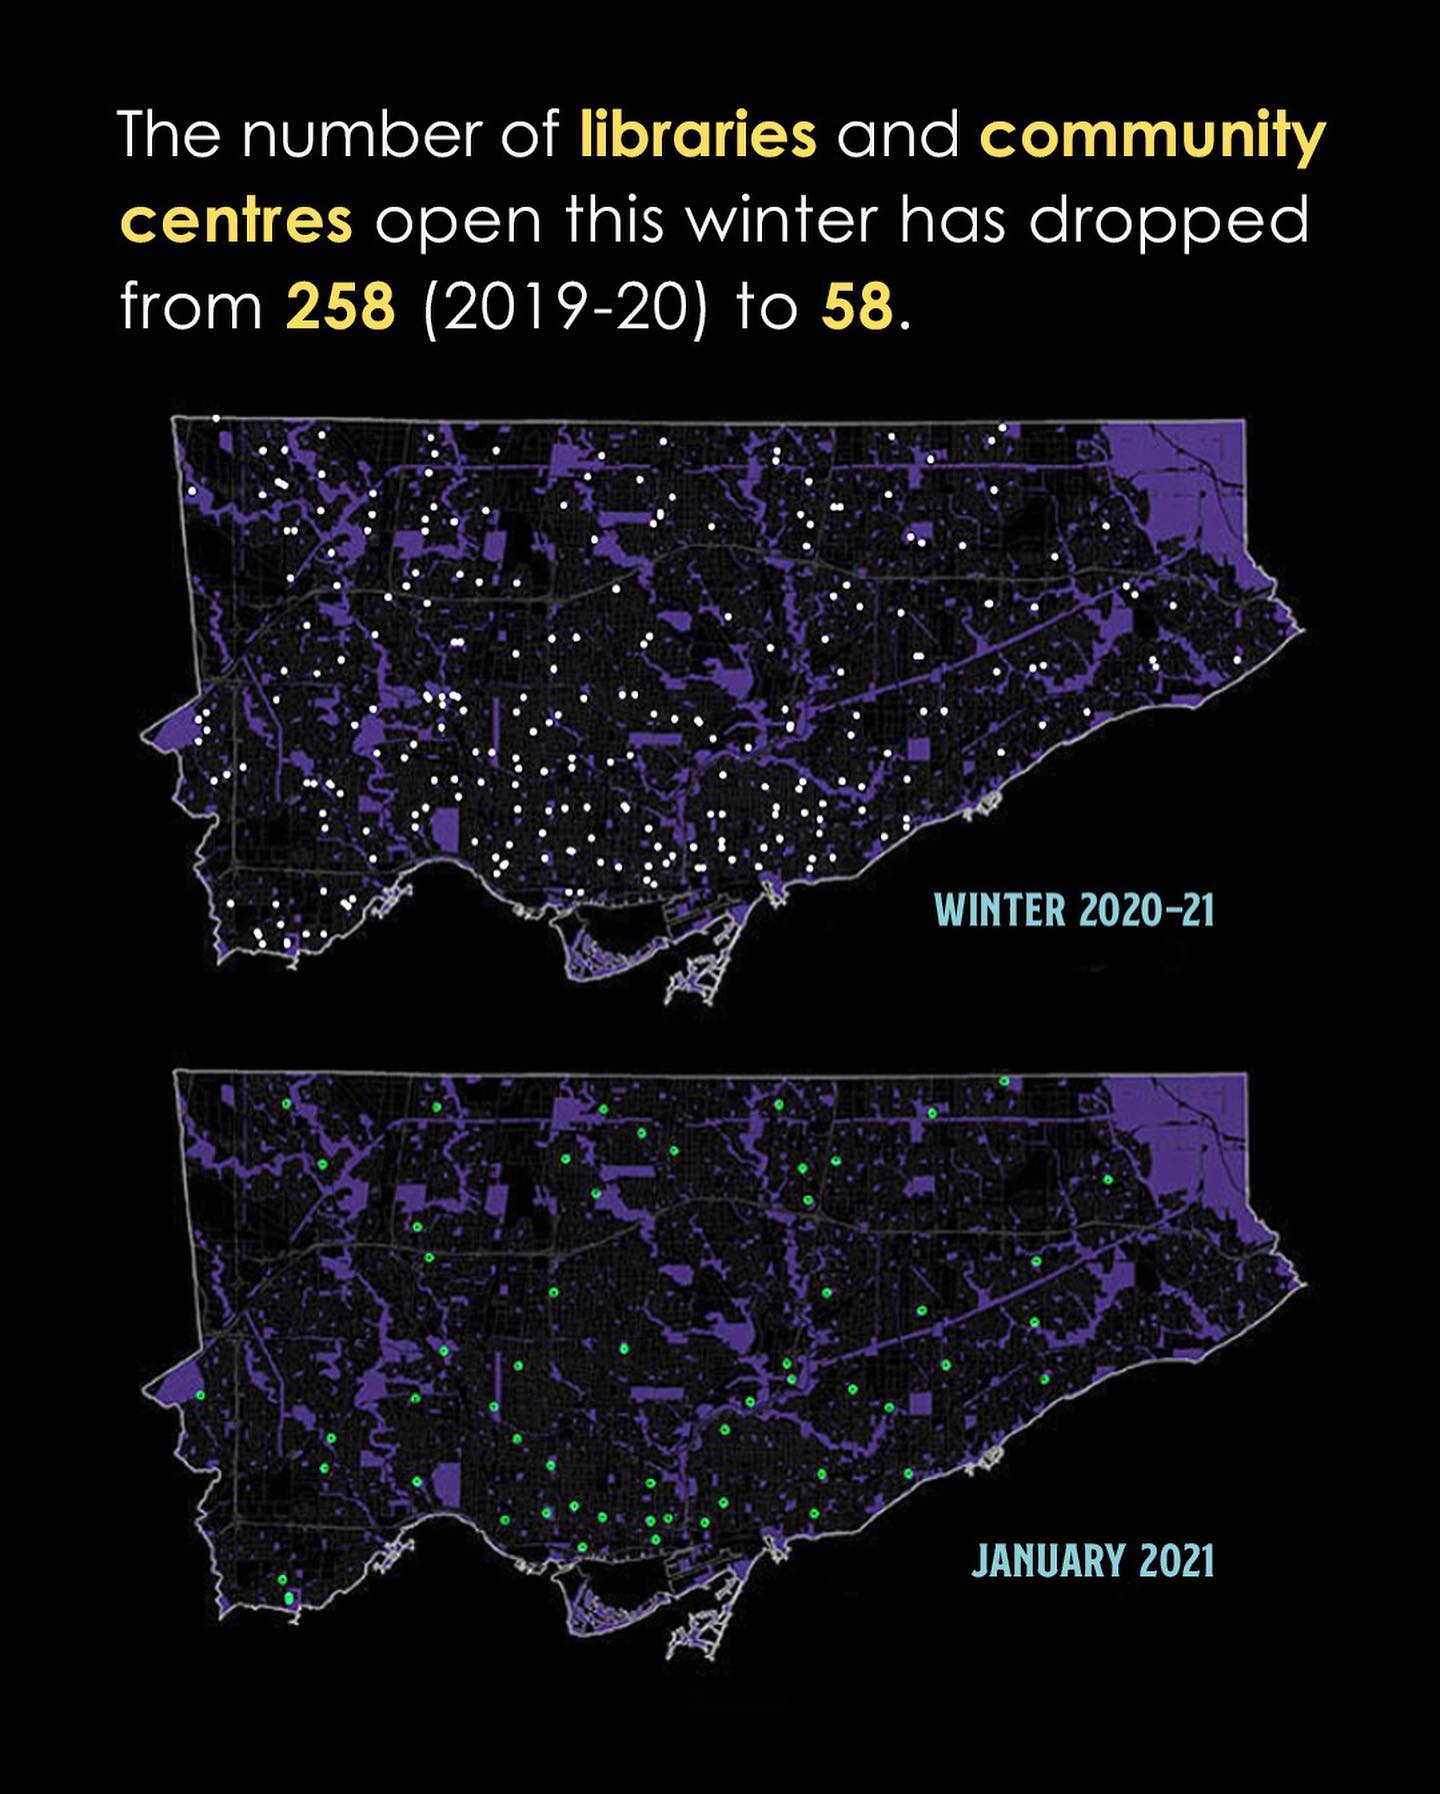 The number of libraries and community
centres open this winter has dropped
from 258 (2019-20) to 58.
WINTER 2020-21
JANUARY 2021